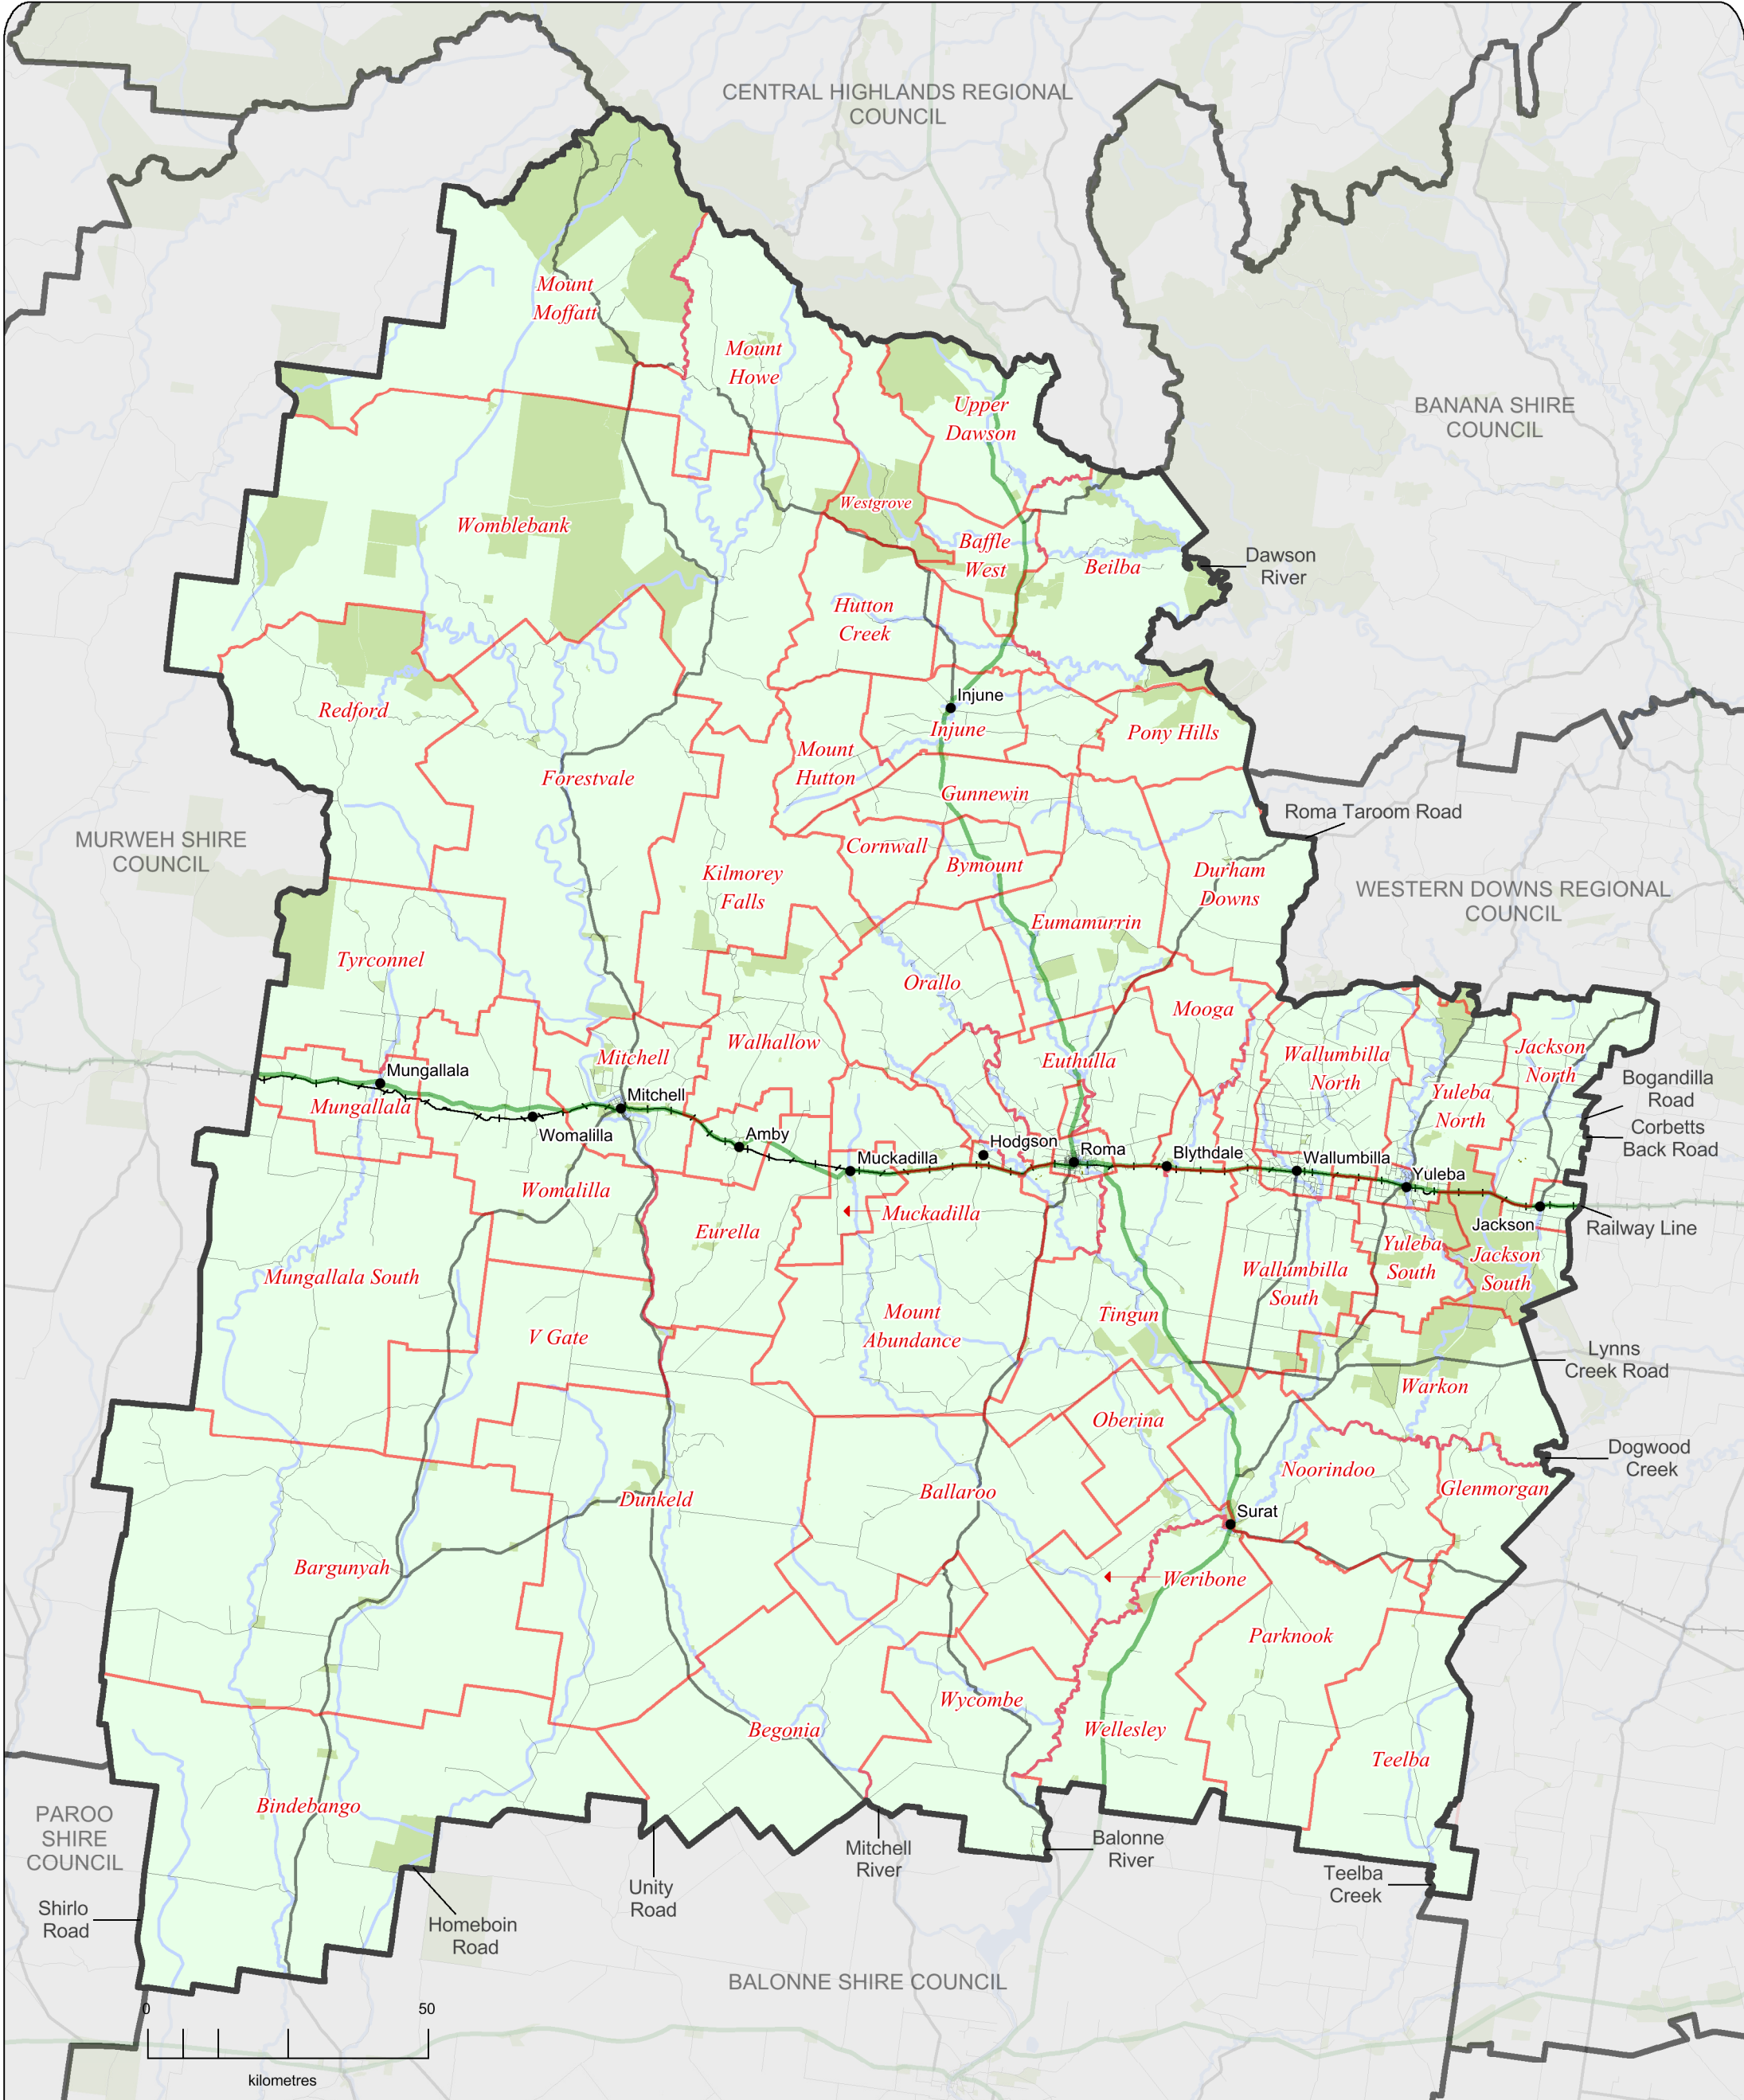 CENTRAL HIGHLANDS REGIONAL
COUNCIL
Mount
Moffatt
Mount
Howe
Upper
Dawson
BANANA SHIRE
COUNCIL
Westgrove
Womblebank
Baffle
West
Beilba
Dawson
River
Hutton
Creek
Injune
Redford
Injune
Pony Hills
Mount
Hutton
Forestvale
Gunnewin
Roma Taroom Road
MURWEH SHIRE
COUNCIL
Cornwall
Bymount
Kilmorey
Falls
Durham
Downs
WESTERN DOWNS REGIONAL
COUNCIL
Eumamurrin
Tyrconnel
Orallo
Mooga
Walhallow
Mitchell
Euthulla
Wallumbilla
North
Jackson
North
Mungallala
Mungallala
Mitchell
Yuleba
North
Bogandilla
Road
Womalilla
Amby
Hodgson
Muckadilla
Roma
Blythdale
Wallumbilla
Yuleba
Corbetts
Back Road
Womalilla
Muckadilla
Eurella
Jackson
Railway Line
Mungallala South
Wallumbilla
South
Yuleba
South
Jackson
South
V Gate
Mount
Abundance
Tingun
Lynns
Creek Road
Warkon
Oberina
Dogwood
Creek
Dunkeld
Ballaroo
Noorindoo
Glenmorgan
Surat
Bargunyah
Weribone
Parknook
Wycombe
Begonia
Wellesley
Teelba
Bindebango
PAROO
SHIRE
COUNCIL
Mitchell
River
Balonne
River
Teelba
Creek
Unity
Road
Shirlo
Road
Homeboin
Road
BALONNE SHIRE COUNCIL
0 50
kilometres